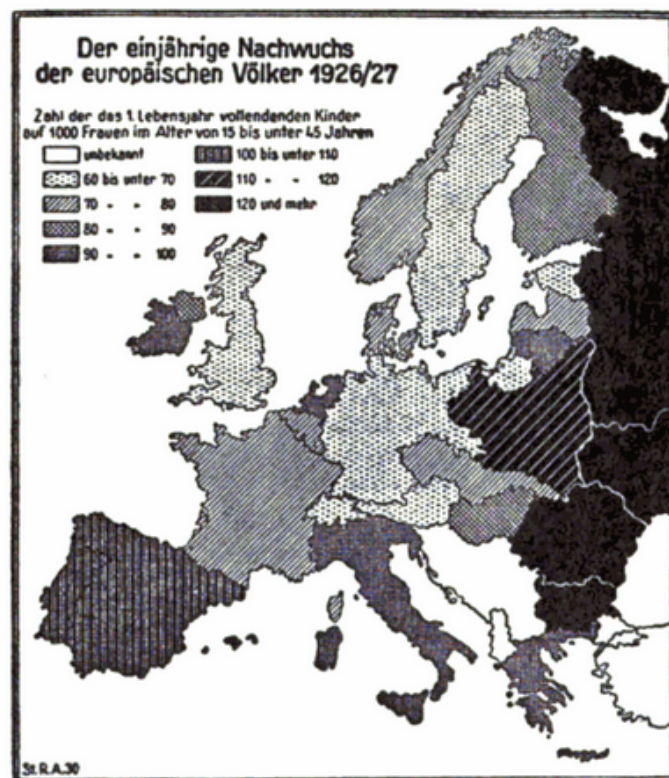 Der einjährige Nachwuchs
der europäischen Völker 1926/27
Zahl der das 1. Lebensjahr vollendenden Kinder
auf 1000 Frauen im Alter von 15 bis unter 45 Jahren
unbekannt
60 bis unter 70
70 - - 80
80 - - 90
90 - - 100
100 bis unter 110
110 - - 120
120 und mehr
St.R.A.30